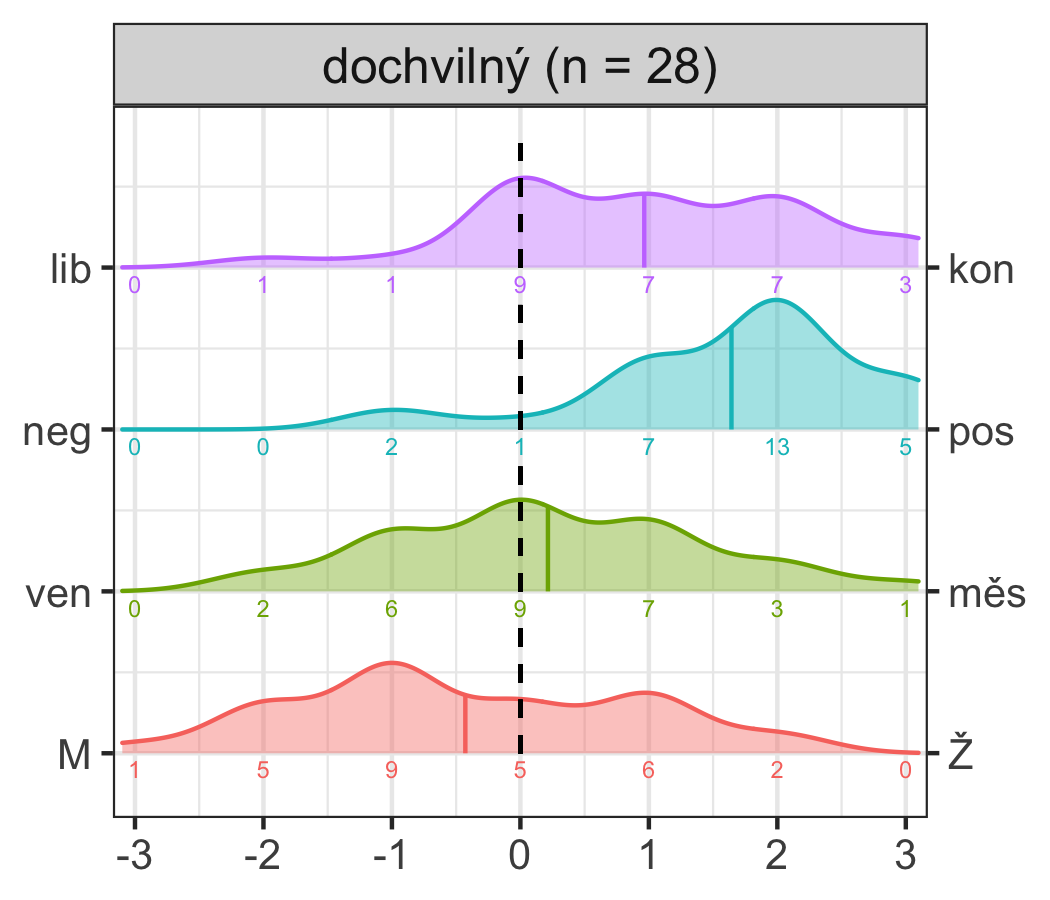 dochvilný (n = 28)
lib kon
0 1 1 9 7 7 3
neg pos
0 0 2 1 7 13 5
ven měs
0 2 6 9 7 3 1
M Ž
1 5 9 5 6 2 0
-3 -2 -1 0 1 2 3